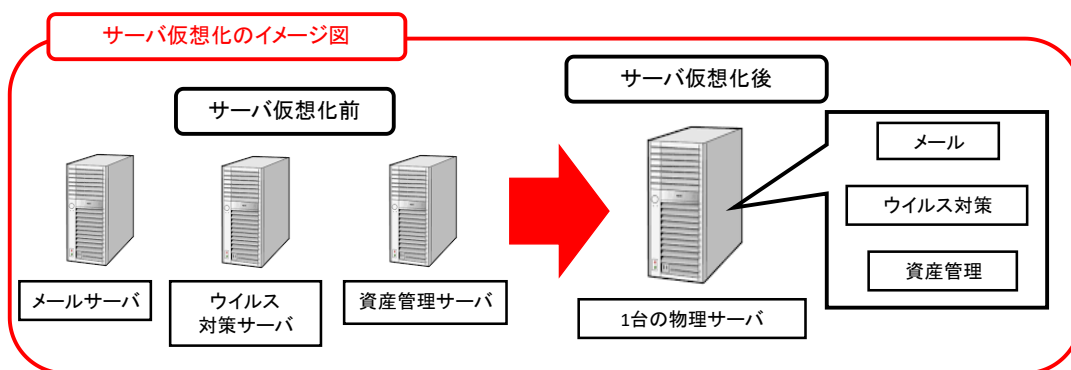 サーバ仮想化のイメージ図
サーバ仮想化前
メールサーバ
ウイルス
対策サーバ
資産管理サーバ
サーバ仮想化後
1台の物理サーバ
メール
ウイルス対策
資産管理